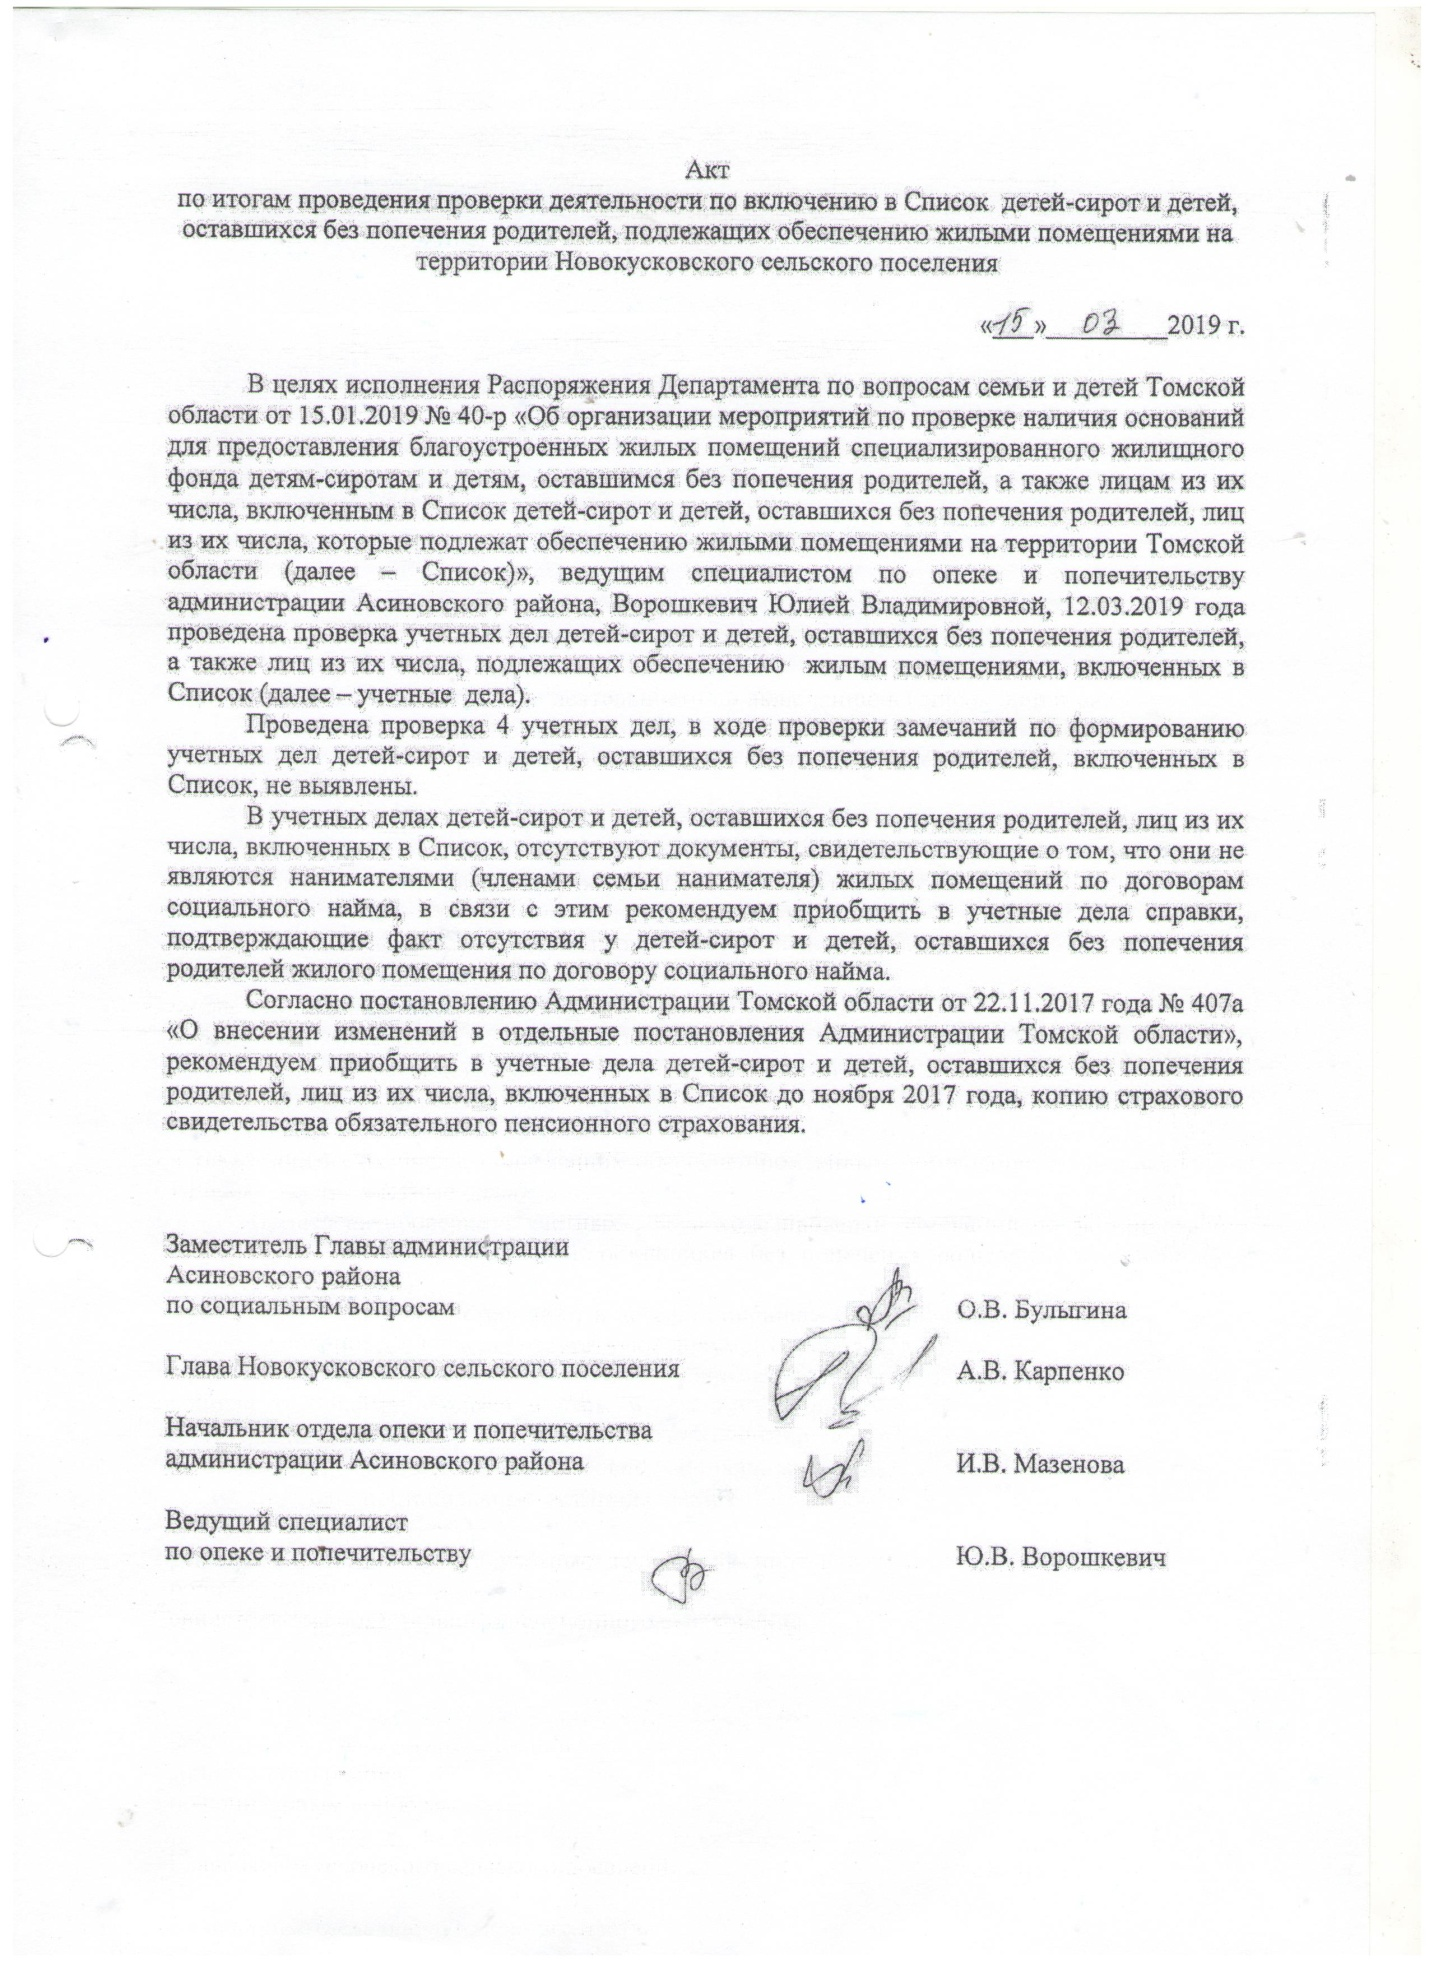 Акт
по итогам проведения проверки деятельности по включению в Список детей-сирот и детей,
оставшихся без попечения родителей, подлежащих обеспечению жилыми помещениями на
территории Новокусковского сельского поселения
«15» 03 2019 г.
В целях исполнения Распоряжения Департамента по вопросам семьи и детей Томской
области от 15.01.2019 № 40-р «Об организации мероприятий по проверке наличия оснований
для предоставления благоустроенных жилых помещений специализированного жилищного
фонда детям-сиротам и детям, оставшимся без попечения родителей, а также лицам из их
числа, включенным в Список детей-сирот и детей, оставшихся без попечения родителей, лиц
из их числа, которые подлежат обеспечению жилыми помещениями на территории Томской
области (далее – Список)», ведущим специалистом по опеке и попечительству
администрации Асиновского района, Ворошкевич Юлией Владимировной, 12.03.2019 года
проведена проверка учетных дел детей-сирот и детей, оставшихся без попечения родителей,
а также лиц из их числа, подлежащих обеспечению жилым помещениями, включенных в
Список (далее – учетные дела).
Проведена проверка 4 учетных дел, в ходе проверки замечаний по формированию
учетных дел детей-сирот и детей, оставшихся без попечения родителей, включенных в
Список, не выявлены.
В учетных делах детей-сирот и детей, оставшихся без попечения родителей, лиц из их
числа, включенных в Список, отсутствуют документы, свидетельствующие о том, что они не
являются нанимателями (членами семьи нанимателя) жилых помещений по договорам
социального найма, в связи с этим рекомендуем приобщить в учетные дела справки,
подтверждающие факт отсутствия у детей-сирот и детей, оставшихся без попечения
родителей жилого помещения по договору социального найма.
Согласно постановлению Администрации Томской области от 22.11.2017 года № 407а
«О внесении изменений в отдельные постановления Администрации Томской области»,
рекомендуем приобщить в учетные дела детей-сирот и детей, оставшихся без попечения
родителей, лиц из их числа, включенных в Список до ноября 2017 года, копию страхового
свидетельства обязательного пенсионного страхования.
Заместитель Главы администрации
Асиновского района
по социальным вопросам О.В. Булыгина
Глава Новокусковского сельского поселения А.В. Карпенко
Начальник отдела опеки и попечительства
администрации Асиновского района И.В. Мазенова
Ведущий специалист
по опеке и попечительству Ю.В. Ворошкевич